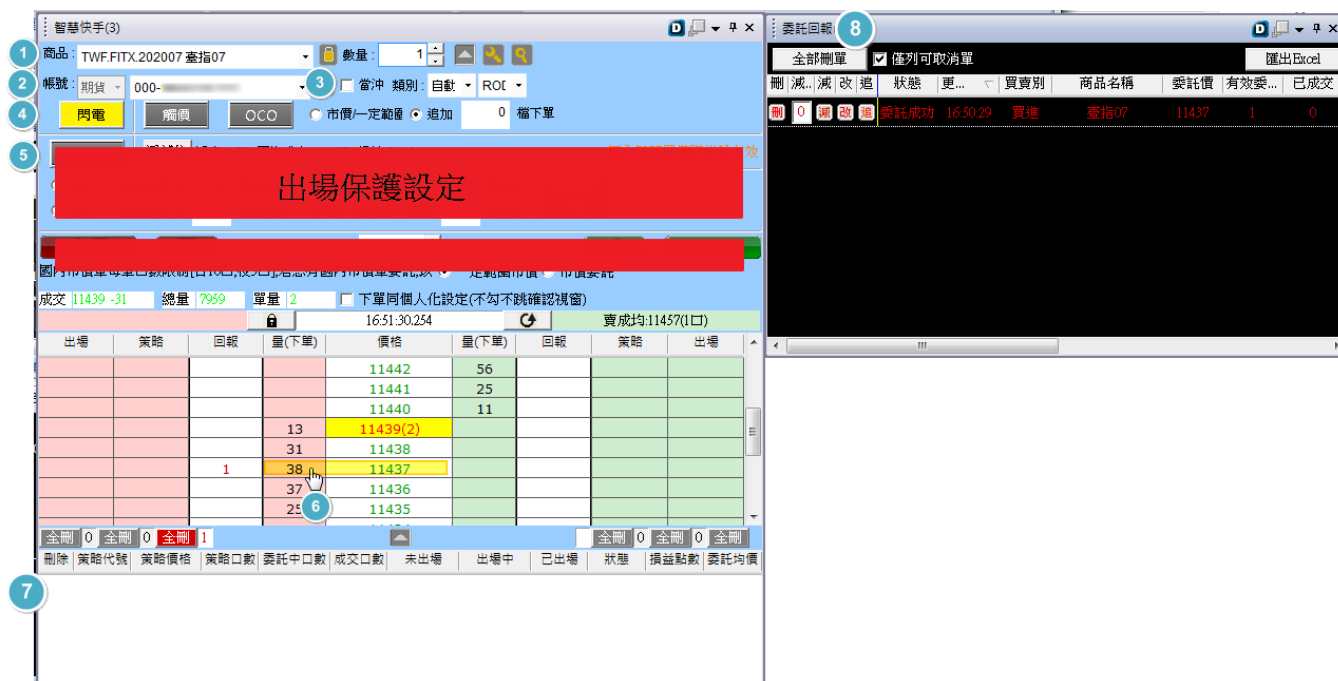 智慧快手(3)
1 商品: TWF.FITX.202007 臺指07 數量: 1
2 帳號: 期貨 000- 3 當沖 類別: 自動 ROI
4 閃電 觸價 OCO 市價/一定範圍 追加 0 檔下單
5
出場保護設定
成交 11439 -31 總量 7959 單量 2 下單同個人化設定(不勾不跳確認視窗)
16:51:30.254 賣成均:11457(1口)
出場 策略 回報 量(下單) 價格 量(下單) 回報 策略 出場
11442 56
11441 25
11440 11
13 11439(2)
31 11438
1 38 11437
37 11436
25 6 11435
全刪 0 全刪 0 全刪 1 全刪 0 全刪 0 全刪
刪除 策略代號 策略價格 策略口數 委託中口數 成交口數 未出場 出場中 已出場 狀態 損益點數 委託均價
7
委託回報 8
全部刪單 僅列可取消單 匯出Excel
刪 減.. 減 改 追 狀態 更... 買賣別 商品名稱 委託價 有效委... 已成交
刪 0 減 改 追 委託成功 16:50:29 買進 臺指07 11437 1 0